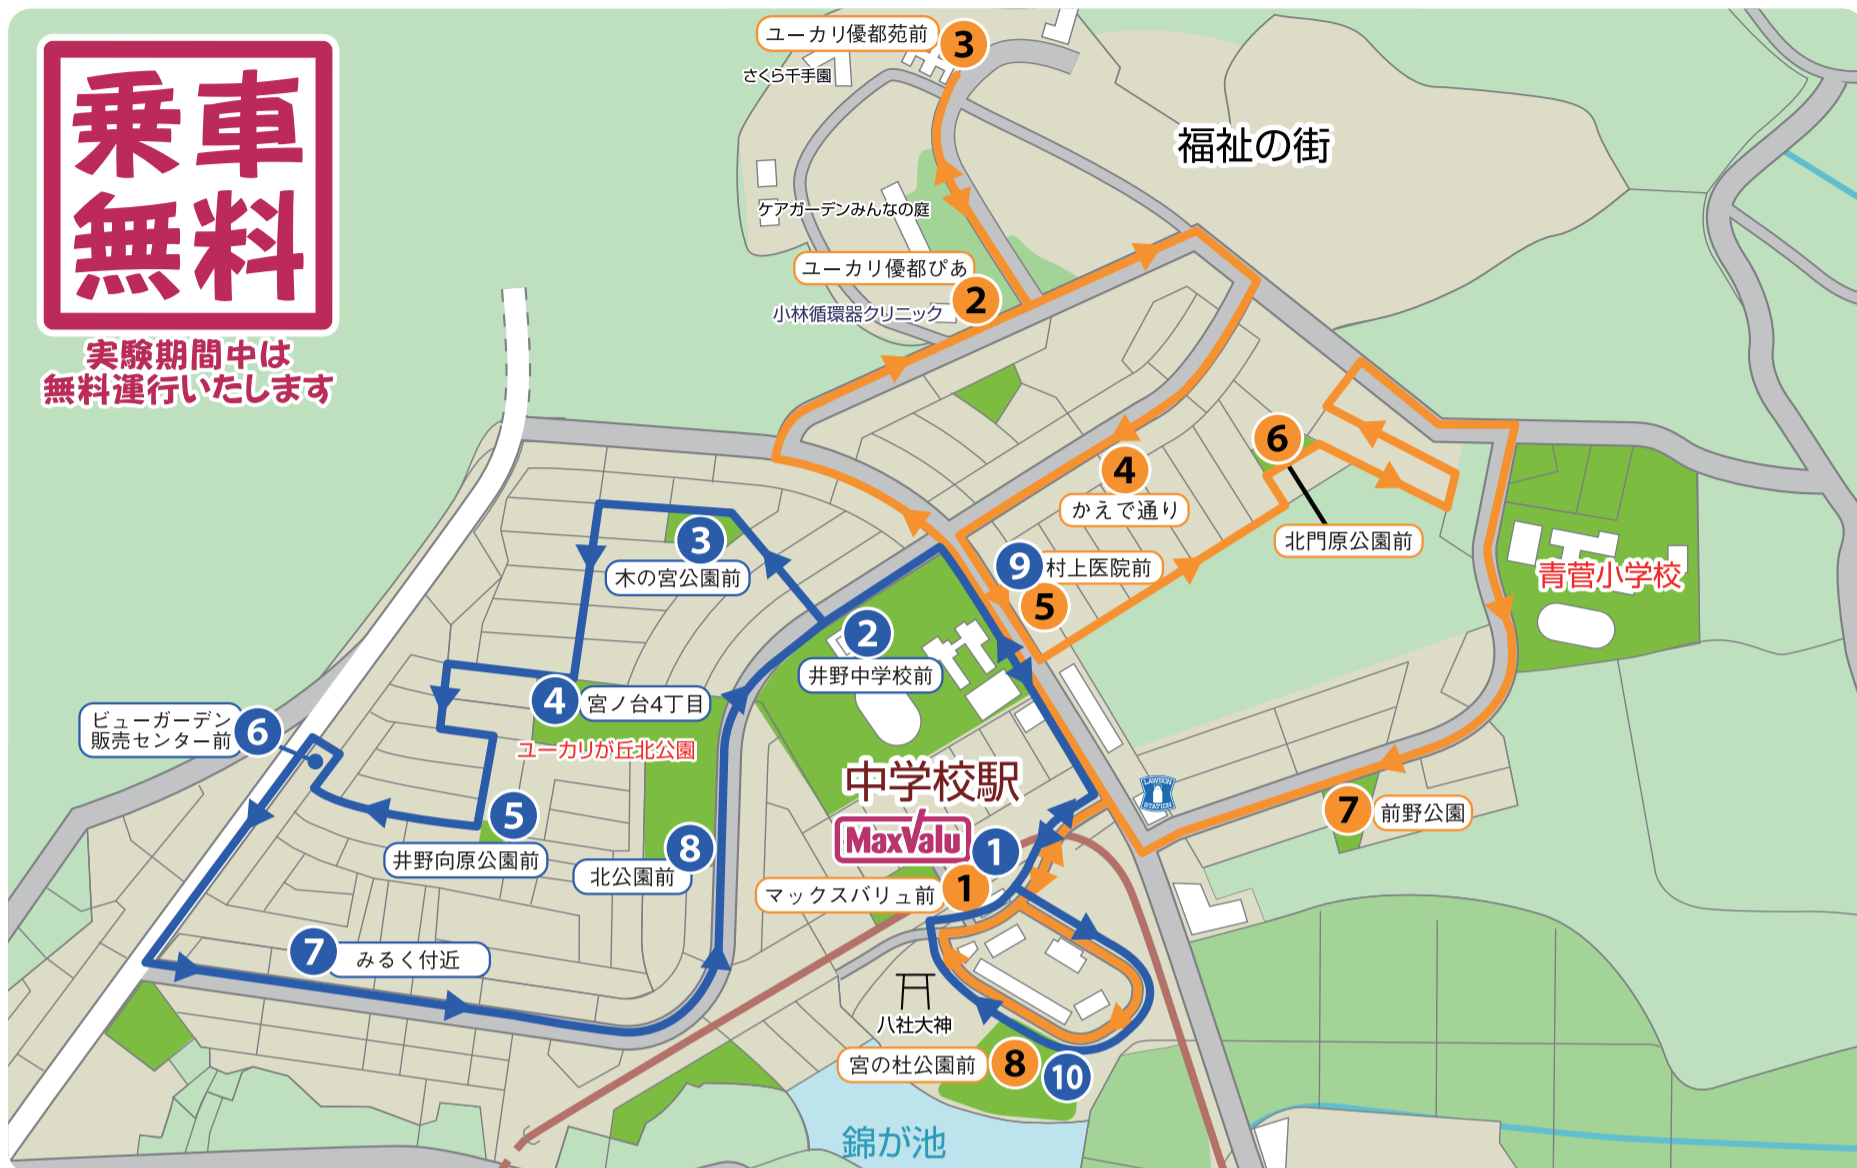 乗車
無料
実験期間中は
無料運行いたします
ユーカリ優都苑前
3
さくら千手園
福祉の街
ケアガーデンみんなの庭
ユーカリ優都ぴあ
2
小林循環器クリニック
4
かえで通り
6
北門原公園前
3
木の宮公園前
9
村上医院前
5
青菅小学校
2
井野中学校前
4
宮ノ台4丁目
ビューガーデン
販売センター前
6
ユーカリが丘北公園
中学校駅
MaxValu
LAWSON
STATION
7
前野公園
5
井野向原公園前
8
北公園前
1
マックスバリュ前
1
7
みるく付近
八社大神
宮の杜公園前
8
10
錦が池